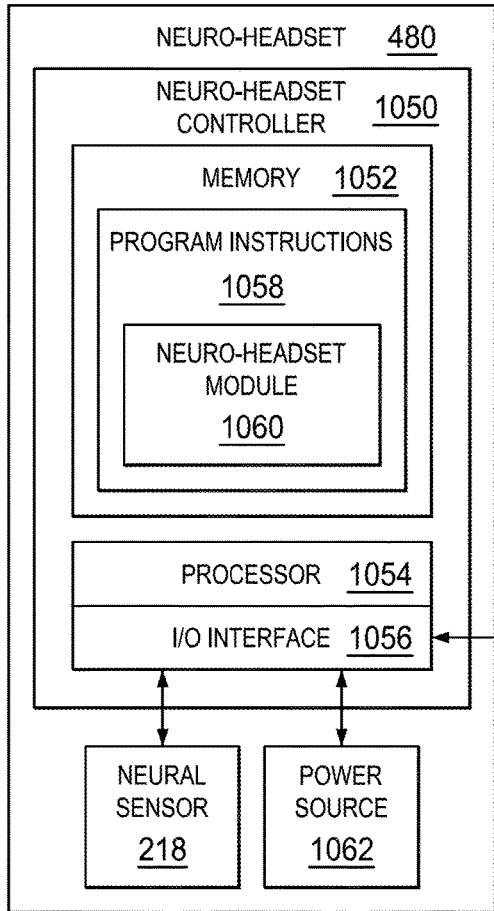 NEURO-HEADSET 480
NEURO-HEADSET
CONTROLLER 1050
MEMORY 1052
PROGRAM INSTRUCTIONS
1058
NEURO-HEADSET
MODULE
1060
PROCESSOR 1054
I/O INTERFACE 1056
NEURAL
SENSOR
218
POWER
SOURCE
1062